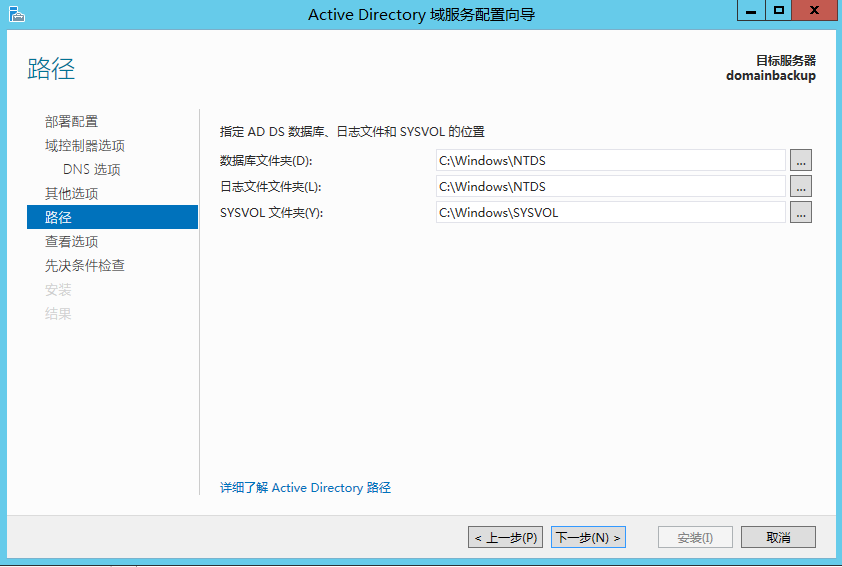 Active Directory 域服务配置向导
路径
目标服务器
domainbackup
部署配置
域控制器选项
DNS 选项
其他选项
路径
查看选项
先决条件检查
安装
结果
指定 AD DS 数据库、日志文件和 SYSVOL 的位置
数据库文件夹(D): C:\Windows\NTDS ...
日志文件文件夹(L): C:\Windows\NTDS ...
SYSVOL 文件夹(Y): C:\Windows\SYSVOL ...
详细了解 Active Directory 路径
< 上一步(P) 下一步(N) > 安装(I) 取消